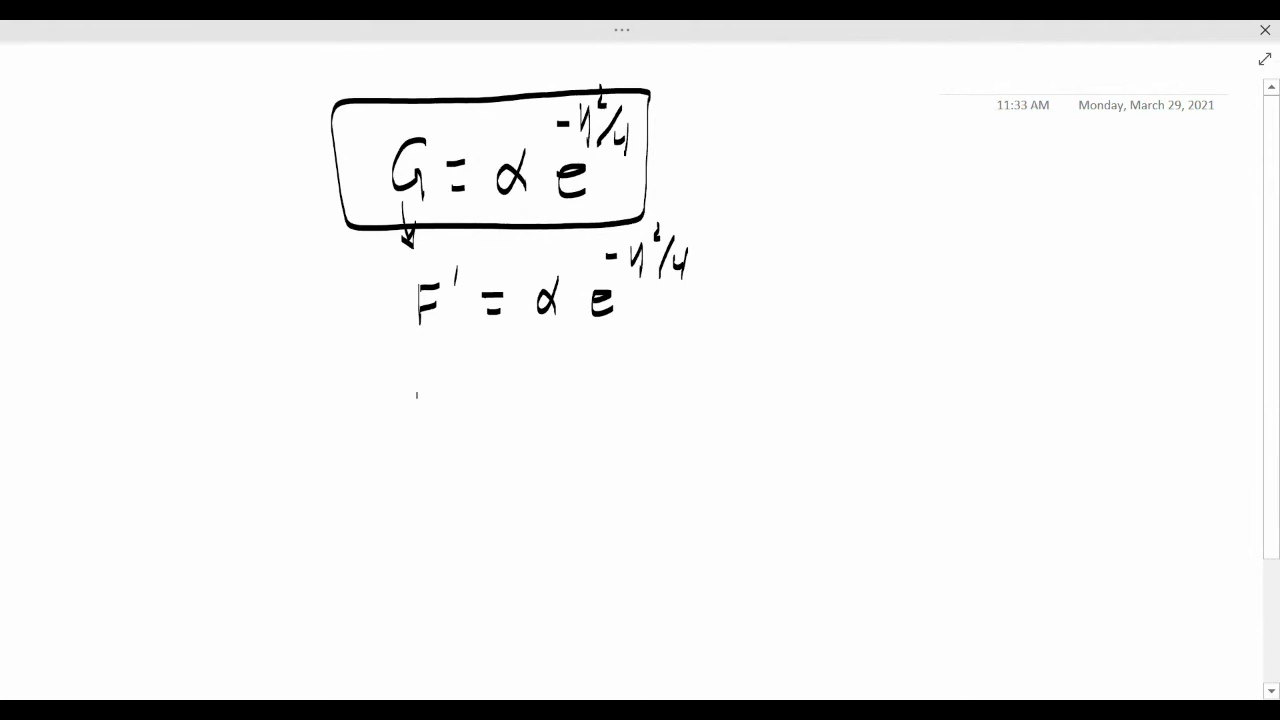 11:33 AM Monday, March 29, 2021
G = α e^{-η²/4}
F' = α e^{-η²/4}